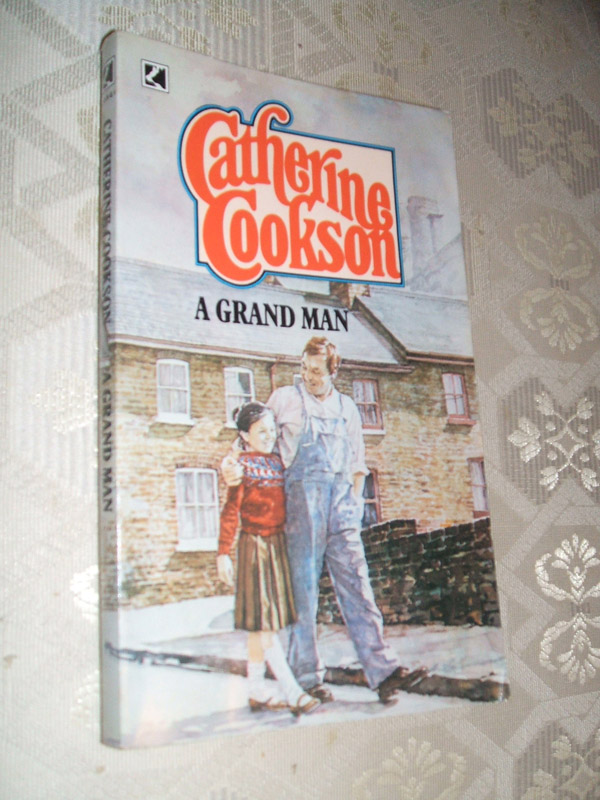 Catherine
Cookson
A GRAND MAN
CATHERINE COOKSON A GRAND MAN